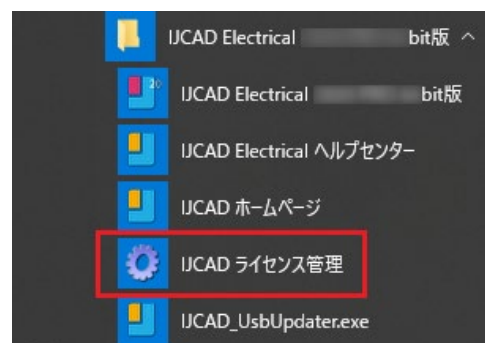 IJCAD Electrical bit版
20
IJCAD Electrical bit版
IJCAD Electrical ヘルプセンター
IJCAD ホームページ
IJCAD ライセンス管理
IJCAD_UsbUpdater.exe